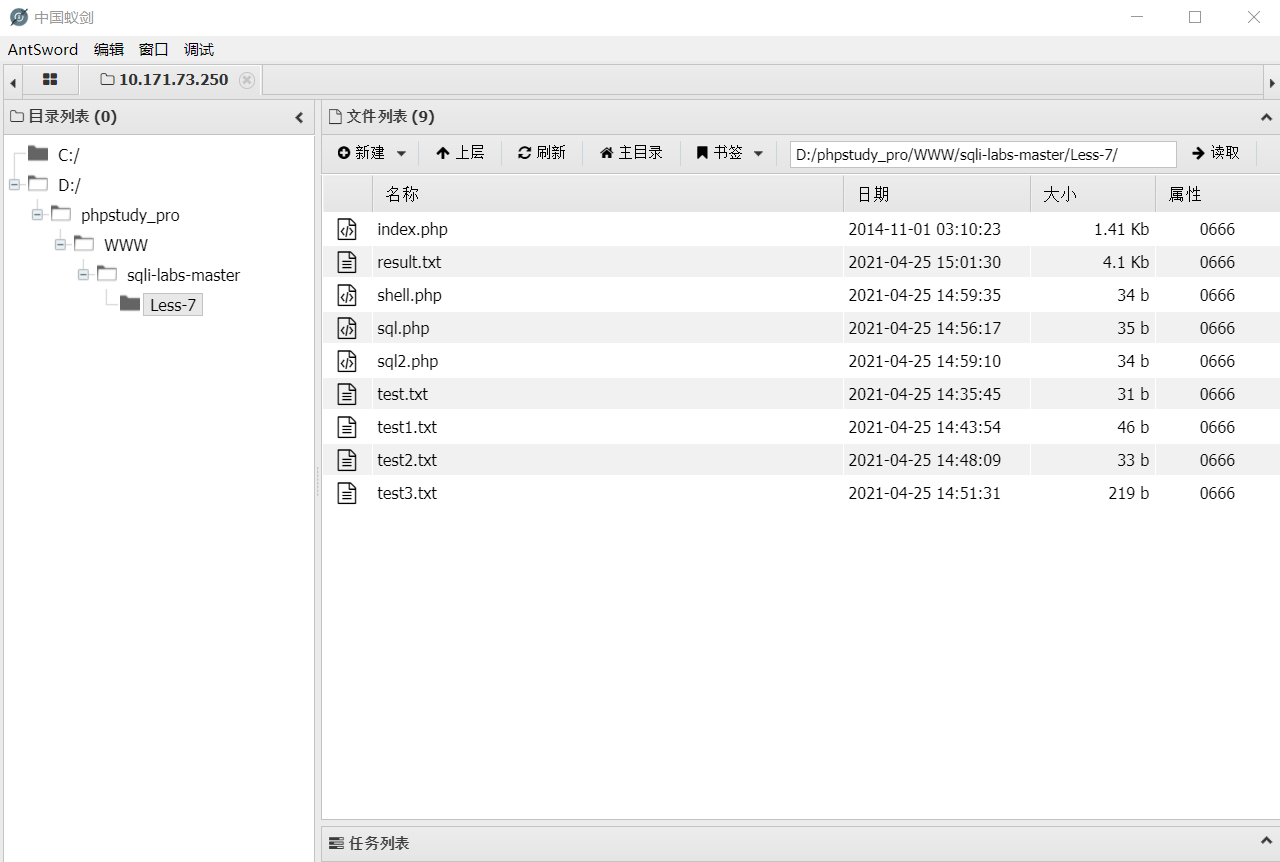 中国蚁剑
AntSword 编辑 窗口 调试
10.171.73.250
目录列表 (0)
C:/
D:/
phpstudy_pro
WWW
sqli-labs-master
Less-7
文件列表 (9)
新建 上层 刷新 主目录 书签 D:/phpstudy_pro/WWW/sqli-labs-master/Less-7/ 读取
名称 日期 大小 属性
index.php 2014-11-01 03:10:23 1.41 Kb 0666
result.txt 2021-04-25 15:01:30 4.1 Kb 0666
shell.php 2021-04-25 14:59:35 34 b 0666
sql.php 2021-04-25 14:56:17 35 b 0666
sql2.php 2021-04-25 14:59:10 34 b 0666
test.txt 2021-04-25 14:35:45 31 b 0666
test1.txt 2021-04-25 14:43:54 46 b 0666
test2.txt 2021-04-25 14:48:09 33 b 0666
test3.txt 2021-04-25 14:51:31 219 b 0666
任务列表